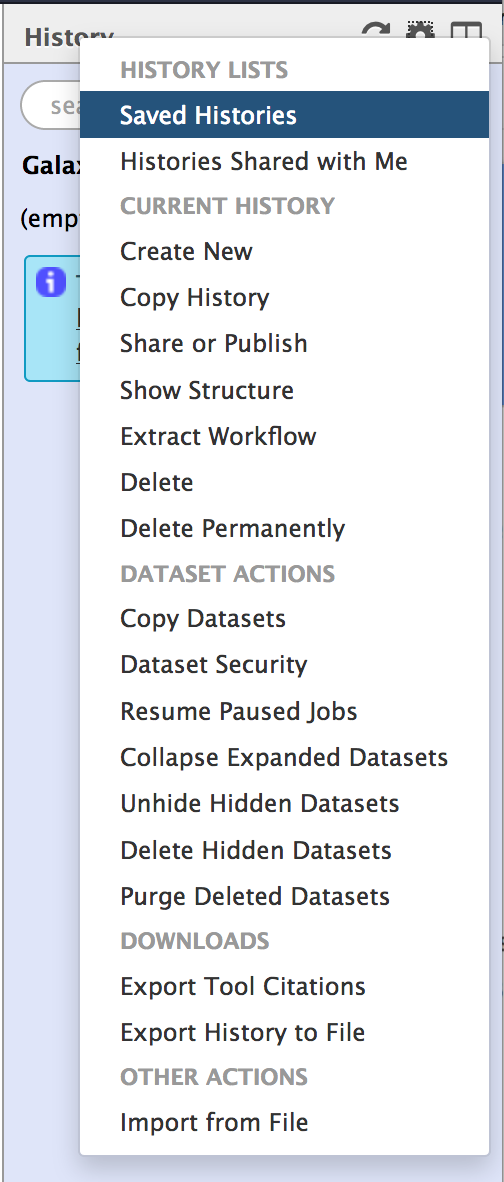 History
HISTORY LISTS
Saved Histories
Histories Shared with Me
CURRENT HISTORY
Create New
Copy History
Share or Publish
Show Structure
Extract Workflow
Delete
Delete Permanently
DATASET ACTIONS
Copy Datasets
Dataset Security
Resume Paused Jobs
Collapse Expanded Datasets
Unhide Hidden Datasets
Delete Hidden Datasets
Purge Deleted Datasets
DOWNLOADS
Export Tool Citations
Export History to File
OTHER ACTIONS
Import from File